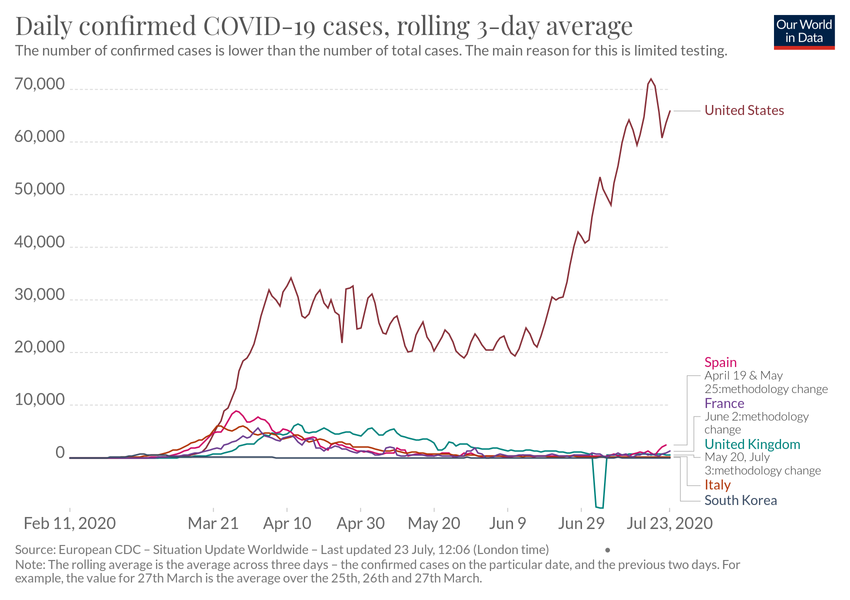 Daily confirmed COVID-19 cases, rolling 3-day average
The number of confirmed cases is lower than the number of total cases. The main reason for this is limited testing.
Our World
in Data
70,000
60,000
50,000
40,000
30,000
20,000
10,000
0
United States
Spain
April 19 & May
25:methodology change
France
June 2:methodology
change
United Kingdom
May 20, July
3:methodology change
Italy
South Korea
Feb 11, 2020
Mar 21
Apr 10
Apr 30
May 20
Jun 9
Jun 29
Jul 23, 2020
Source: European CDC – Situation Update Worldwide – Last updated 23 July, 12:06 (London time)
Note: The rolling average is the average across three days – the confirmed cases on the particular date, and the previous two days. For
example, the value for 27th March is the average over the 25th, 26th and 27th March.